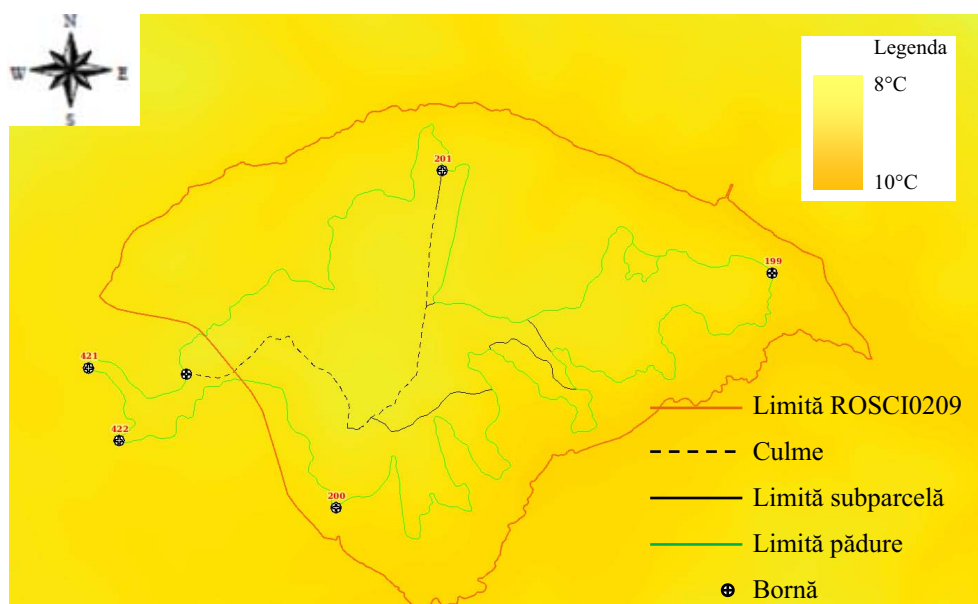 N
W E
S
Legenda
8°C
10°C
201
199
421
422
200
Limită ROSCI0209
Culme
Limită subparcelă
Limită pădure
Bornă